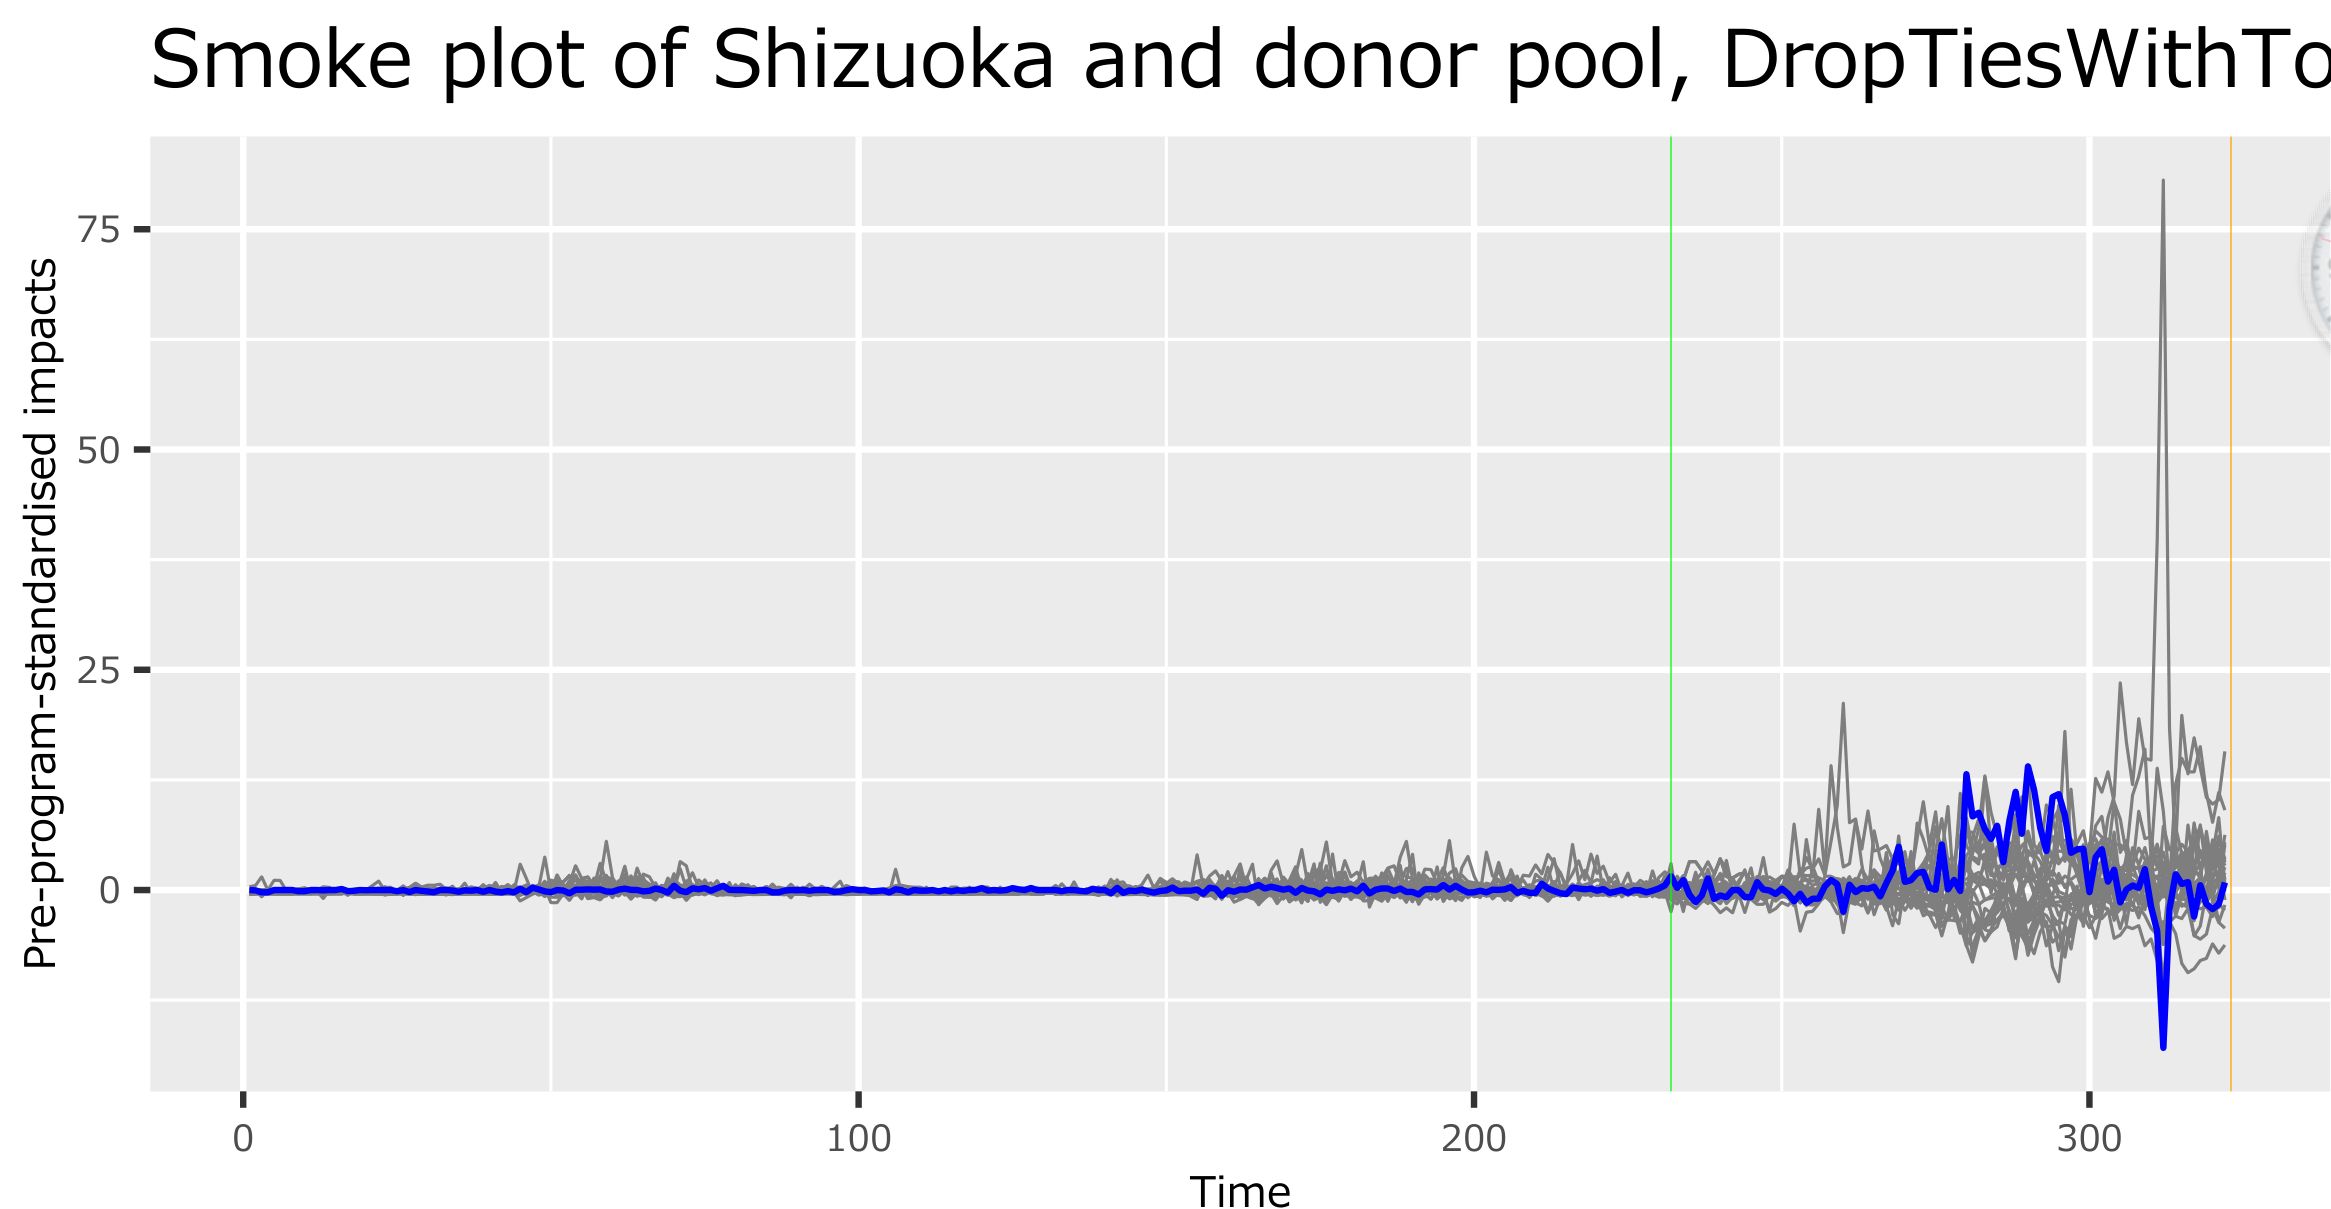 Smoke plot of Shizuoka and donor pool, DropTiesWithTo
Pre-program-standardised impacts
75
50
25
0
0 100 200 300
Time